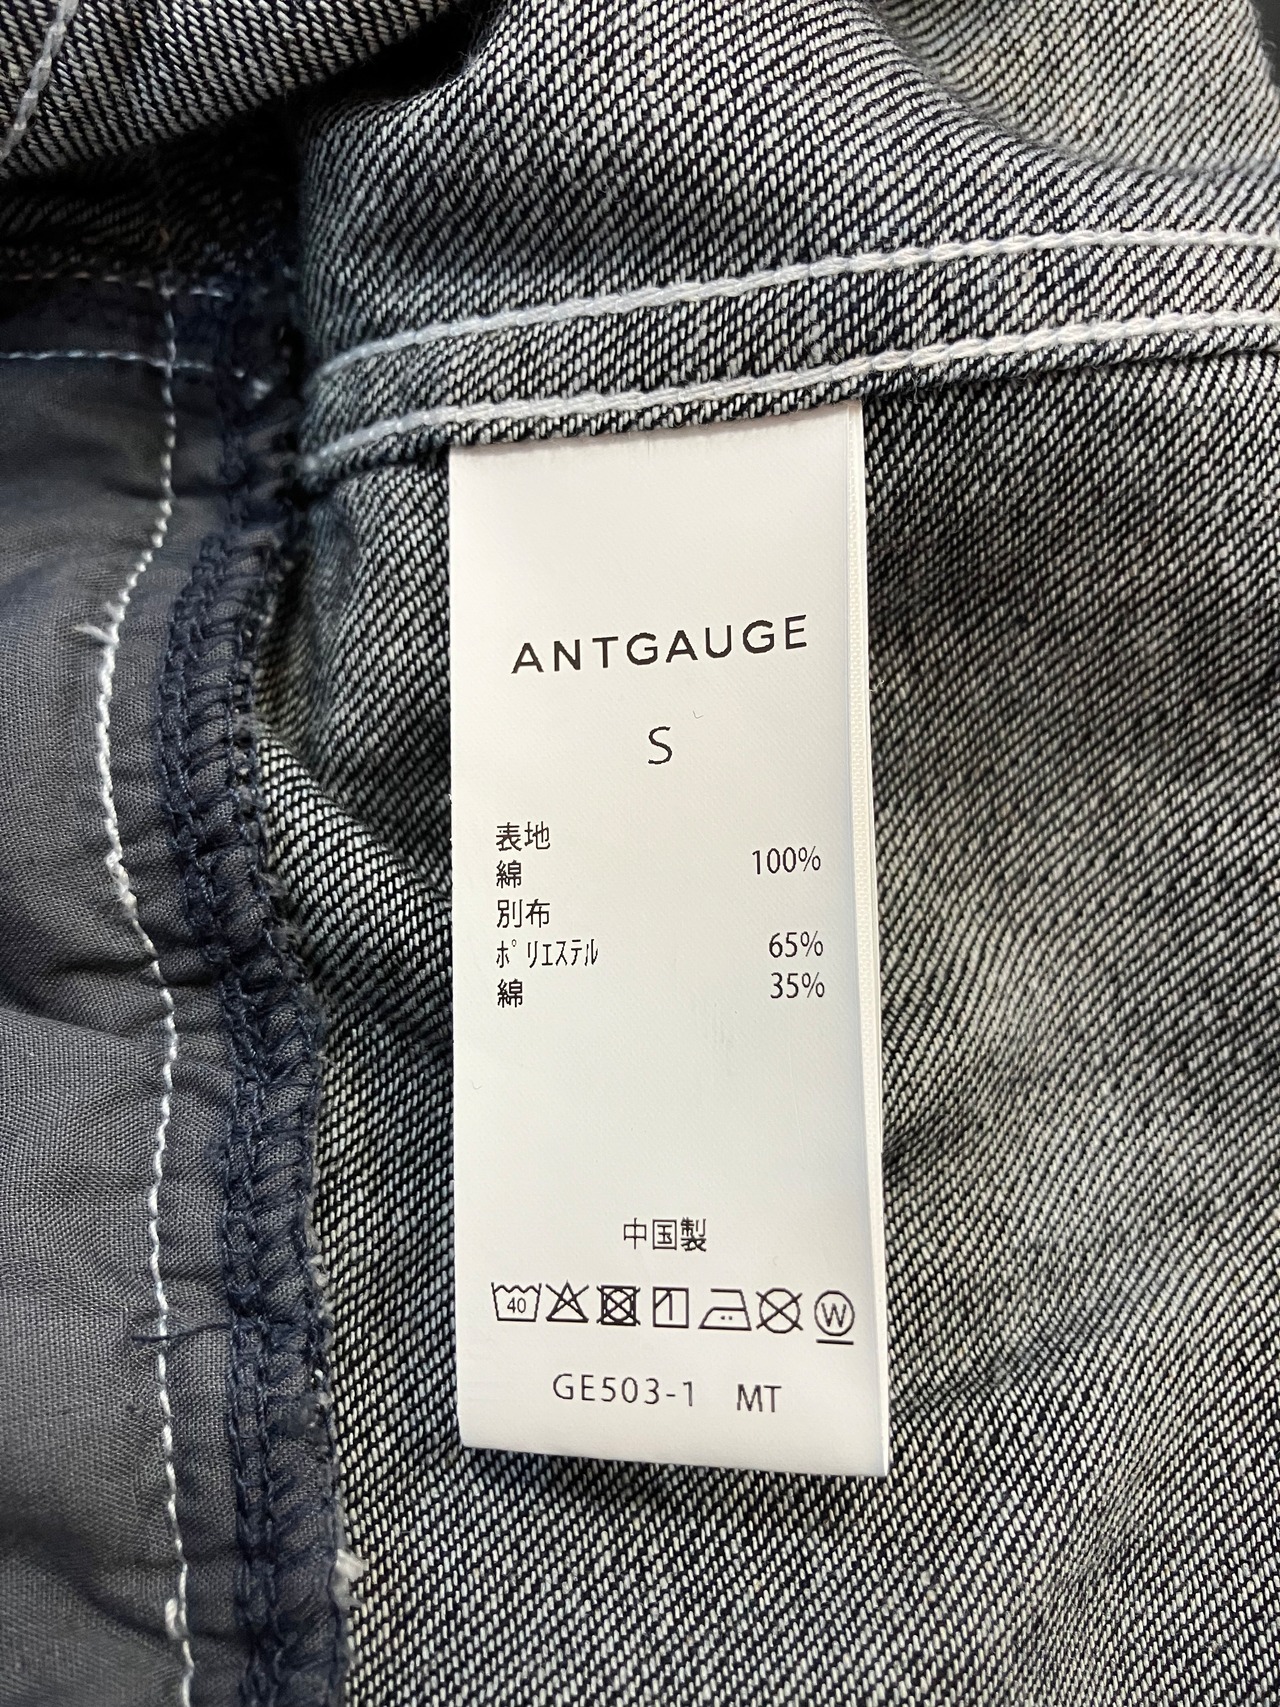 ANTGAUGE
S
表地
綿 100%
別布
ﾎﾟﾘｴｽﾃﾙ 65%
綿 35%
中国製
40 W
GE503-1 MT